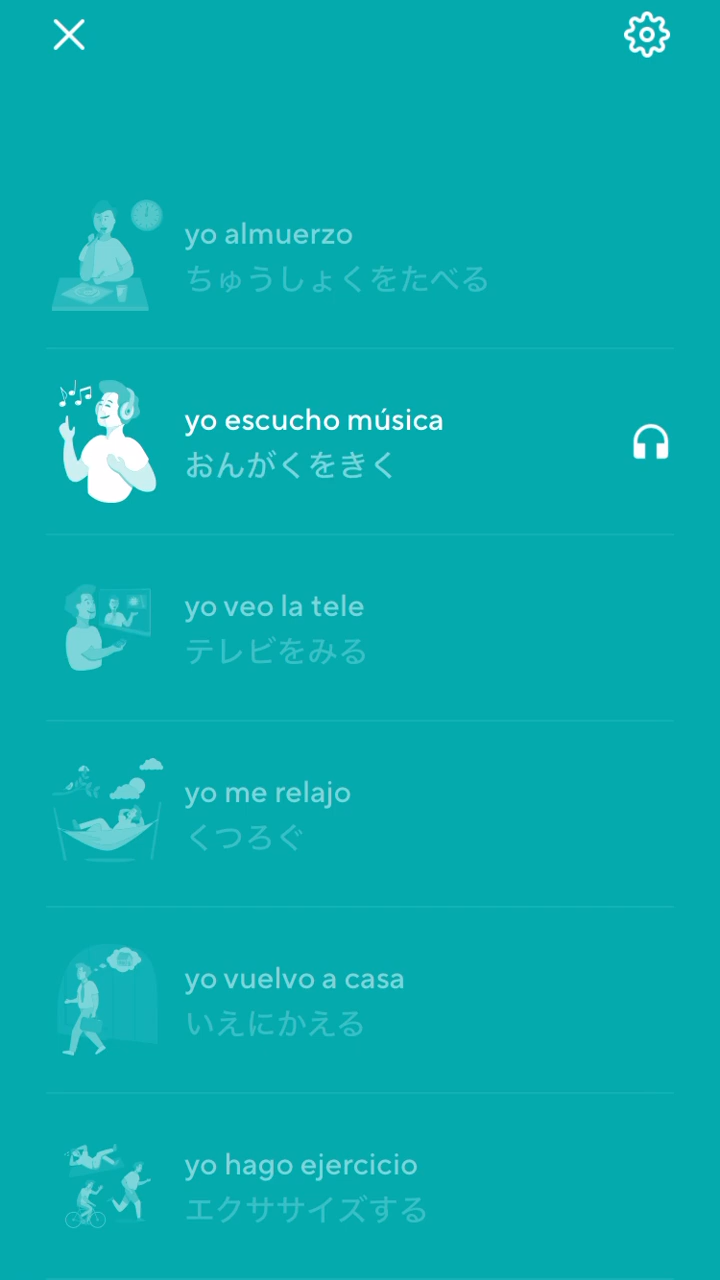 yo almuerzo
ちゅうしょくをたべる
yo escucho música
おんがくをきく
yo veo la tele
テレビをみる
yo me relajo
くつろぐ
yo vuelvo a casa
いえにかえる
yo hago ejercicio
エクササイズする